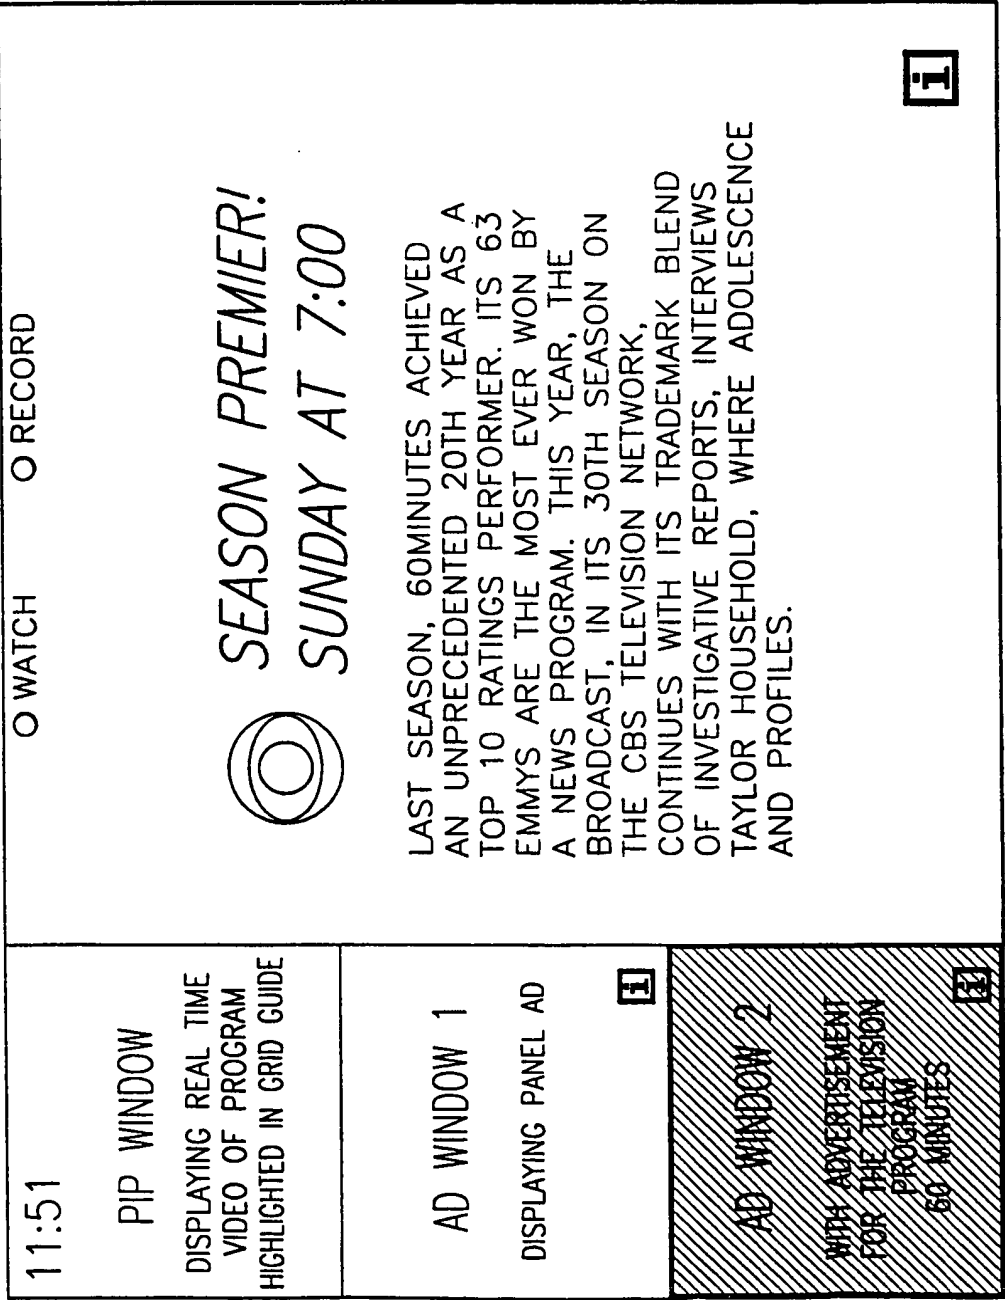 11:51
PIP WINDOW
DISPLAYING REAL TIME
VIDEO OF PROGRAM
HIGHLIGHTED IN GRID GUIDE
AD WINDOW 1
DISPLAYING PANEL AD
i
AD WINDOW 2
WITH ADVERTISEMENT
FOR THE TELEVISION
PROGRAM
60 MINUTES
i
O WATCH O RECORD
SEASON PREMIER!
SUNDAY AT 7:00
LAST SEASON, 60MINUTES ACHIEVED
AN UNPRECEDENTED 20TH YEAR AS A
TOP 10 RATINGS PERFORMER. ITS 63
EMMYS ARE THE MOST EVER WON BY
A NEWS PROGRAM. THIS YEAR, THE
BROADCAST, IN ITS 30TH SEASON ON
THE CBS TELEVISION NETWORK,
CONTINUES WITH ITS TRADEMARK BLEND
OF INVESTIGATIVE REPORTS, INTERVIEWS
TAYLOR HOUSEHOLD, WHERE ADOLESCENCE
AND PROFILES.
i